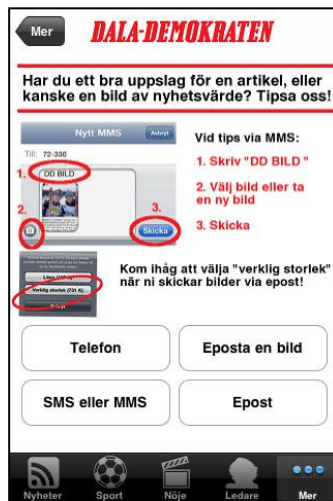 Mer
DALA-DEMOKRATEN
Har du ett bra uppslag för en artikel, eller
kanske en bild av nyhetsvärde? Tipsa oss!
Nytt MMS
Avbryt
Till: 72-330
1.
DD BILD
2.
3.
Skicka
Vid tips via MMS:
1. Skriv "DD BILD "
2. Välj bild eller ta
en ny bild
3. Skicka
verklig storlek (731 K)
Avbryt
Kom ihåg att välja "verklig storlek"
när ni skickar bilder via epost!
Telefon
Eposta en bild
SMS eller MMS
Epost
Nyheter
Sport
Nöje
Ledare
Mer